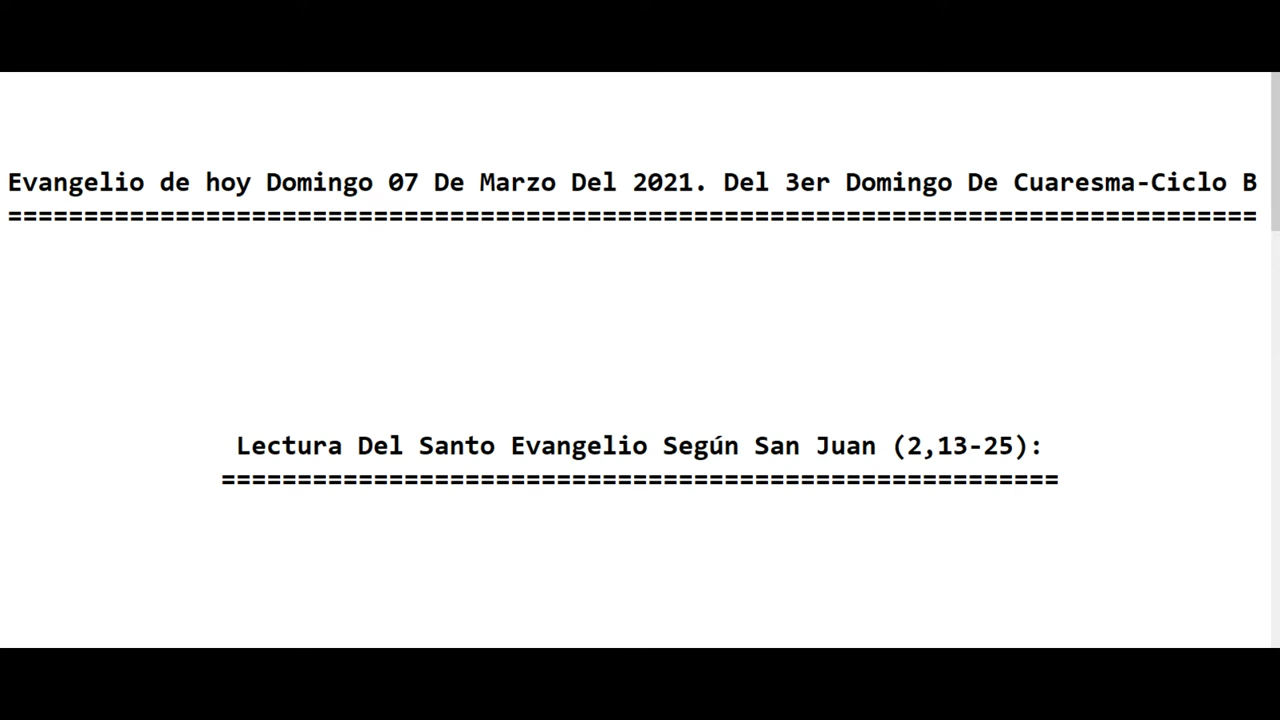 Evangelio de hoy Domingo 07 De Marzo Del 2021. Del 3er Domingo De Cuaresma-Ciclo B
==================================================================================
Lectura Del Santo Evangelio Según San Juan (2,13-25):
=======================================================